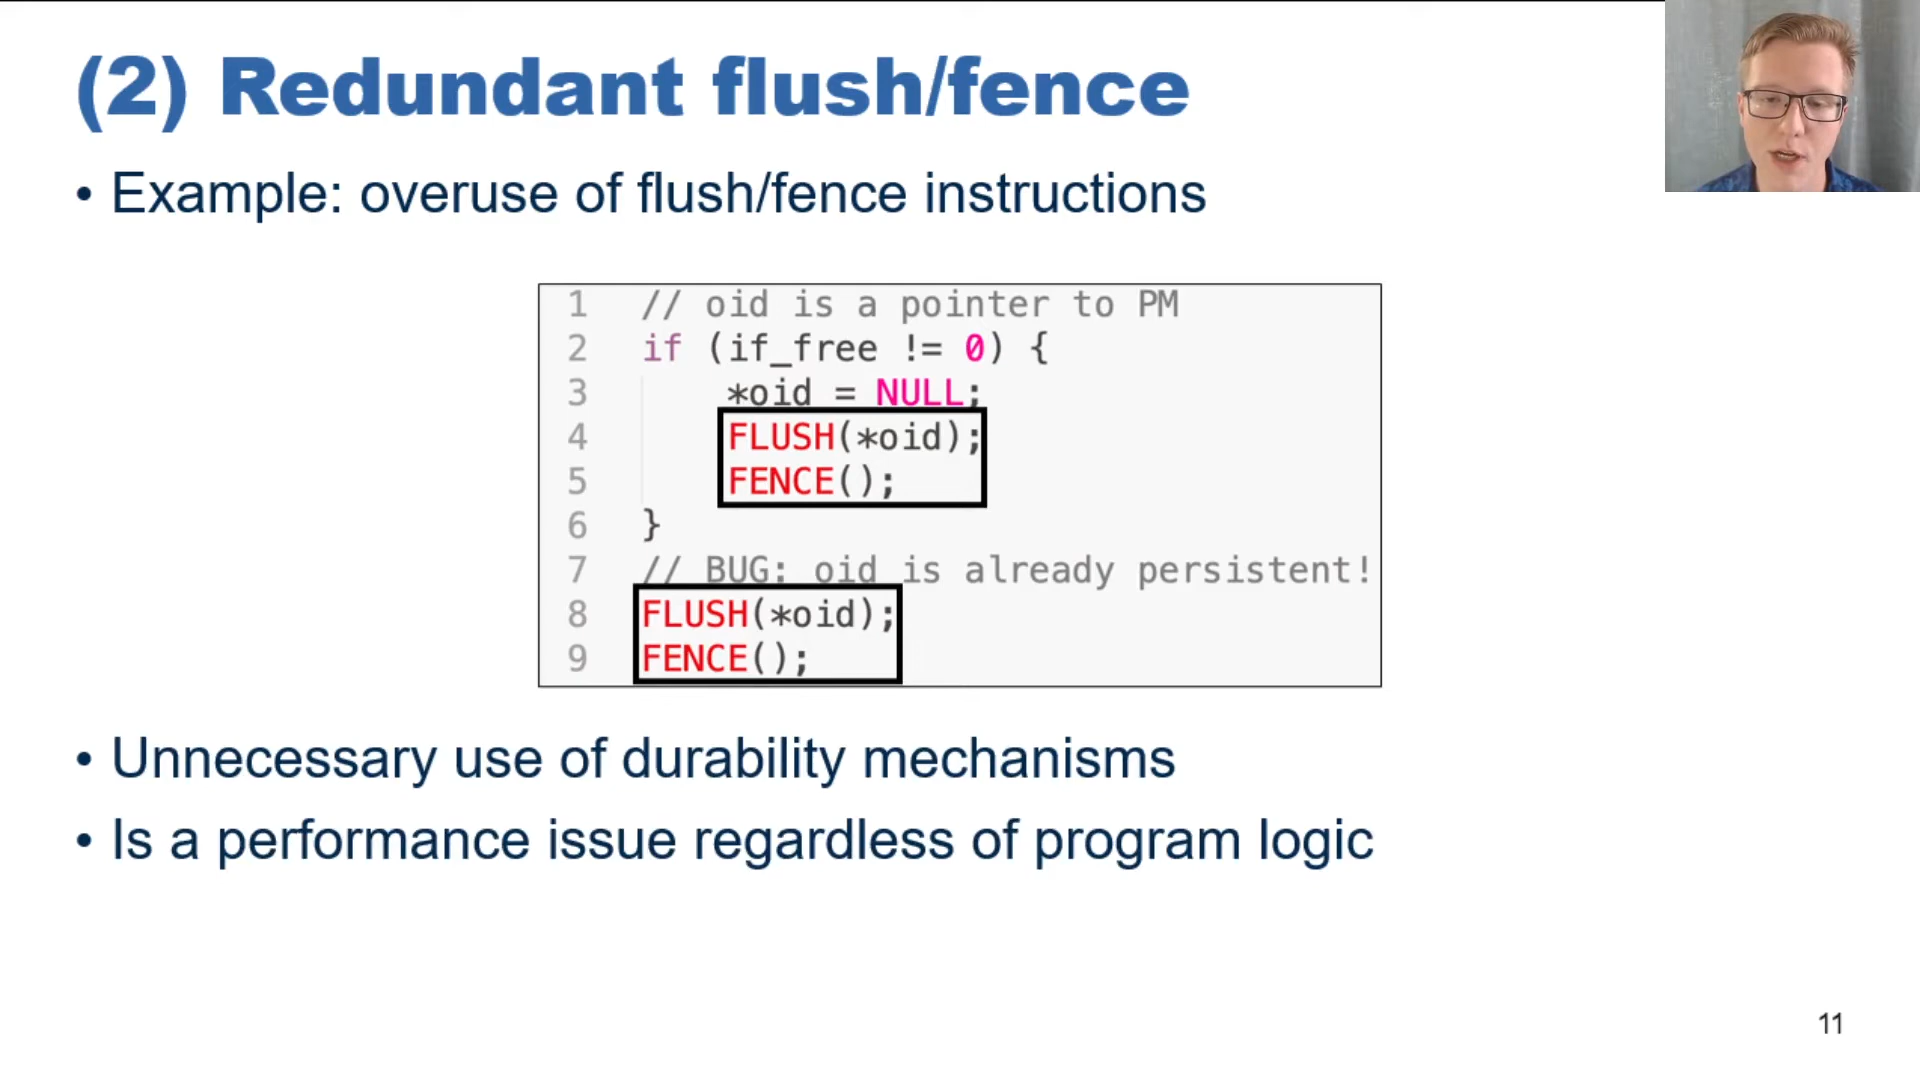 (2) Redundant flush/fence
• Example: overuse of flush/fence instructions
1 // oid is a pointer to PM
2 if (if_free != 0) {
3 *oid = NULL;
4 FLUSH(*oid);
5 FENCE();
6 }
7 // BUG: oid is already persistent!
8 FLUSH(*oid);
9 FENCE();
• Unnecessary use of durability mechanisms
• Is a performance issue regardless of program logic
11